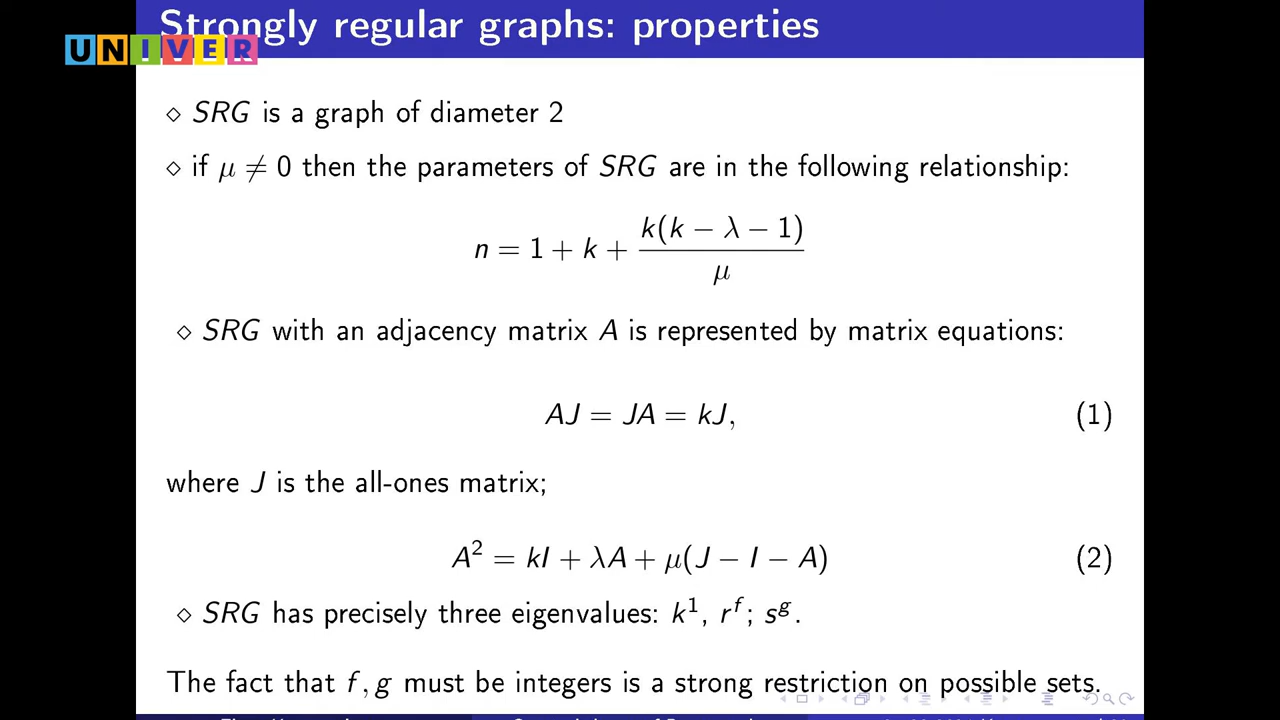 Strongly regular graphs: properties
UNIVER
⋄ SRG is a graph of diameter 2
⋄ if μ ≠ 0 then the parameters of SRG are in the following relationship:
n = 1 + k + k(k − λ − 1) / μ
⋄ SRG with an adjacency matrix A is represented by matrix equations:
AJ = JA = kJ, (1)
where J is the all-ones matrix;
A² = kI + λA + μ(J − I − A) (2)
⋄ SRG has precisely three eigenvalues: k¹, rᶠ; sᵍ.
The fact that f, g must be integers is a strong restriction on possible sets.